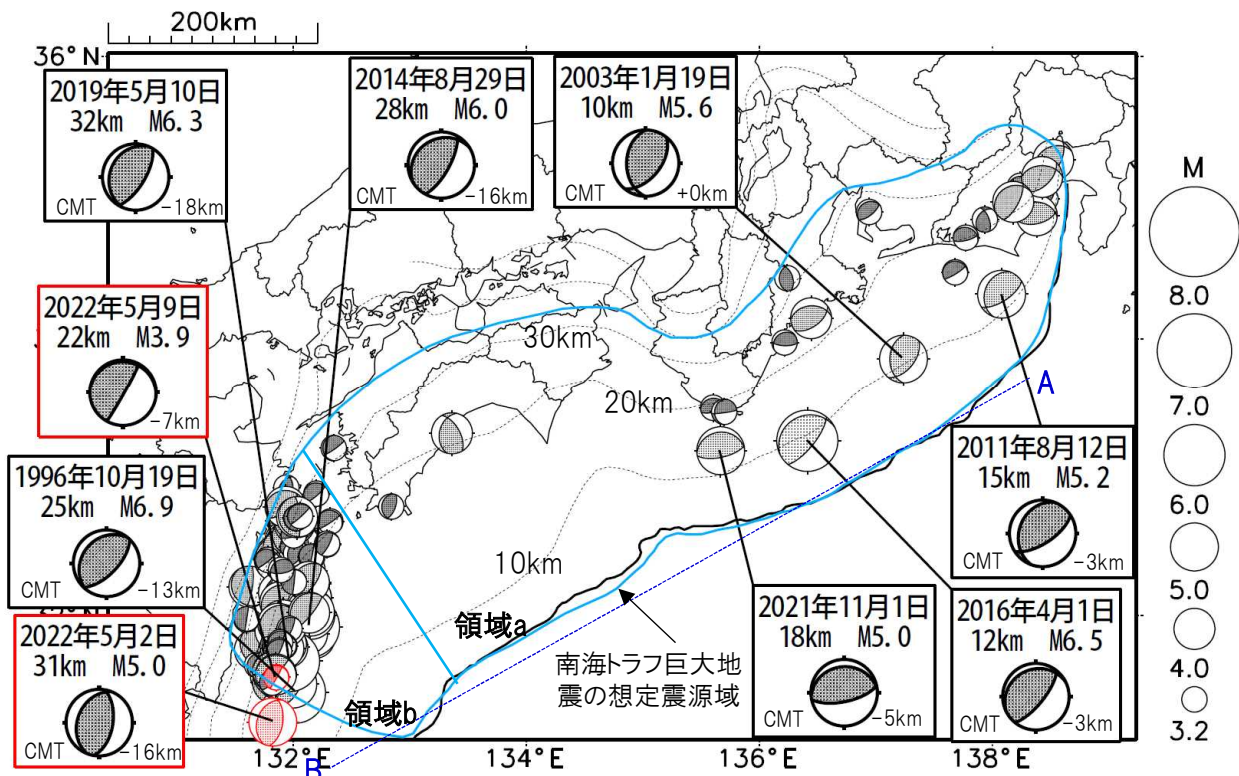 200km
36°N
2019年5月10日
32km M6.3
CMT -18km
2014年8月29日
28km M6.0
CMT -16km
2003年1月19日
10km M5.6
CMT +0km
2022年5月9日
22km M3.9
-7km
1996年10月19日
25km M6.9
CMT -13km
2022年5月2日
31km M5.0
CMT -16km
2011年8月12日
15km M5.2
CMT -3km
2021年11月1日
18km M5.0
CMT -5km
2016年4月1日
12km M6.5
CMT -3km
30km
20km
10km
領域a
領域b
南海トラフ巨大地
震の想定震源域
A
B
132°E
134°E
136°E
138°E
M
8.0
7.0
6.0
5.0
4.0
3.2